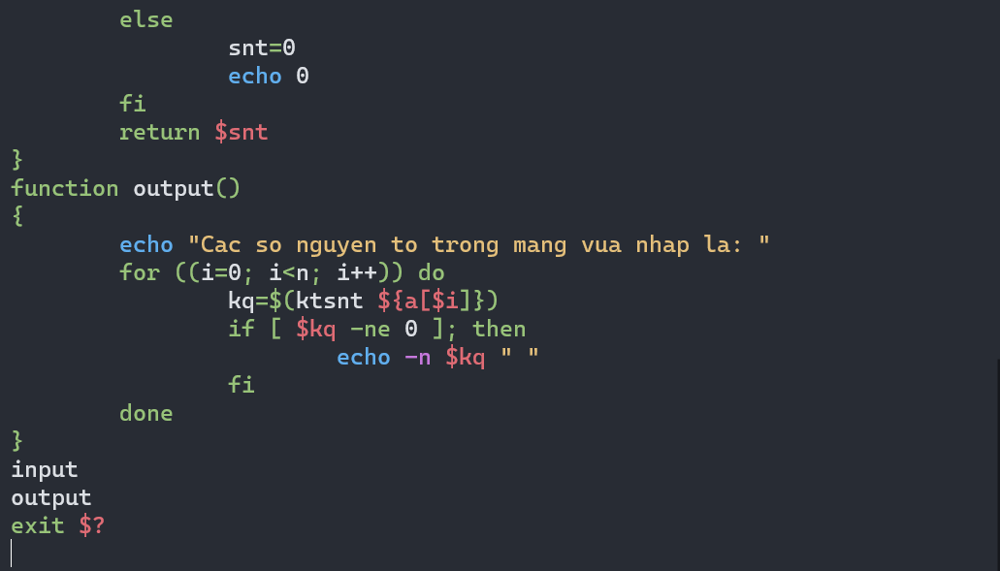 else
snt=0
echo 0
fi
return $snt
}
function output()
{
echo "Cac so nguyen to trong mang vua nhap la: "
for ((i=0; i<n; i++)) do
kq=$(ktsnt ${a[$i]})
if [ $kq -ne 0 ]; then
echo -n $kq " "
fi
done
}
input
output
exit $?